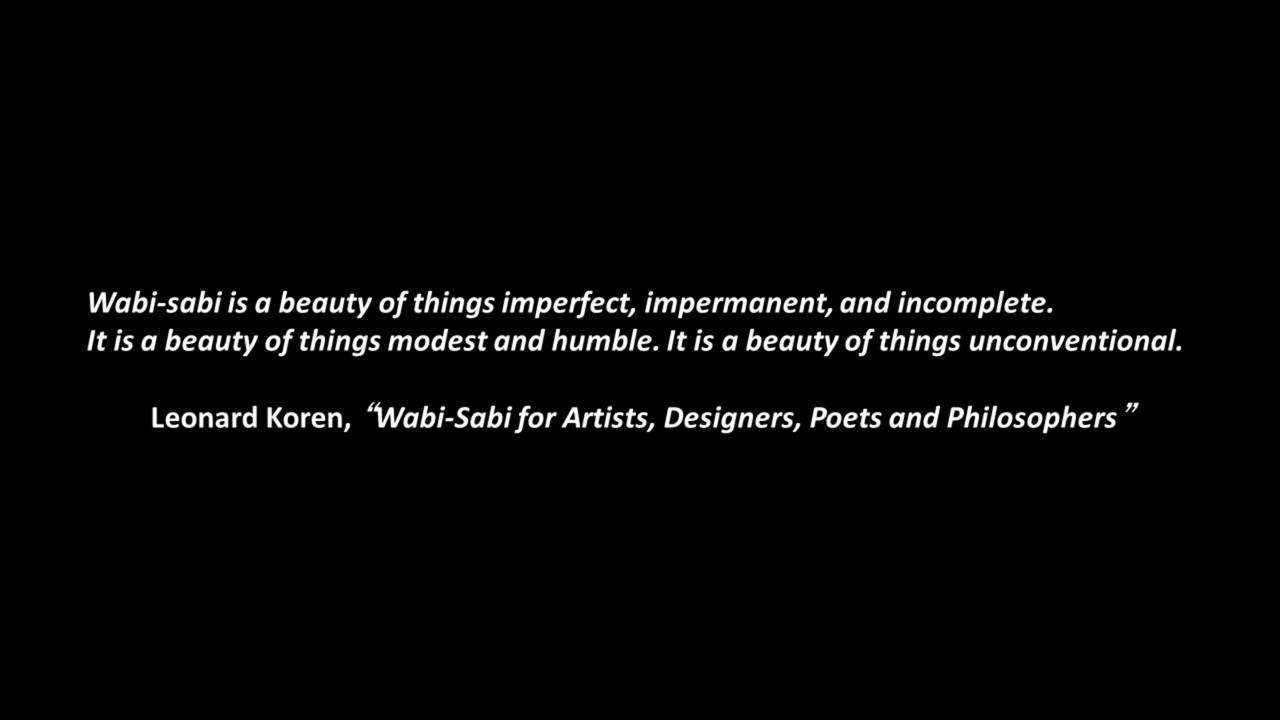 Wabi-sabi is a beauty of things imperfect, impermanent, and incomplete.
It is a beauty of things modest and humble. It is a beauty of things unconventional.
Leonard Koren, “Wabi-Sabi for Artists, Designers, Poets and Philosophers”